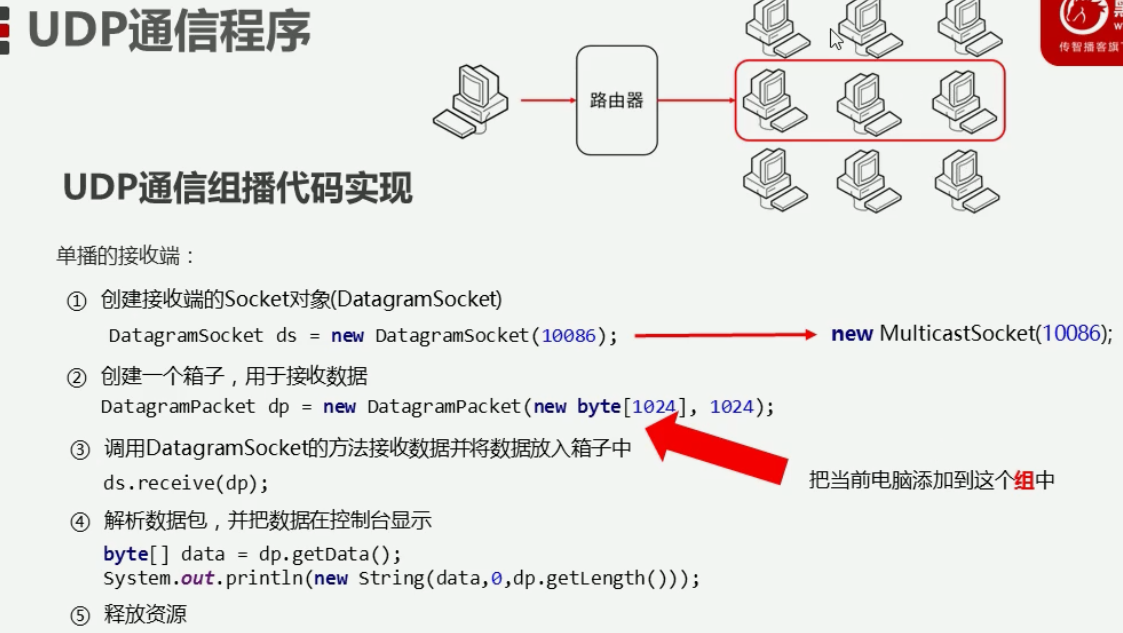 UDP通信程序
传智播客旗下
路由器
UDP通信组播代码实现
单播的接收端：
① 创建接收端的Socket对象(DatagramSocket)
DatagramSocket ds = new DatagramSocket(10086);
new MulticastSocket(10086);
② 创建一个箱子，用于接收数据
DatagramPacket dp = new DatagramPacket(new byte[1024], 1024);
③ 调用DatagramSocket的方法接收数据并将数据放入箱子中
把当前电脑添加到这个组中
ds.receive(dp);
④ 解析数据包，并把数据在控制台显示
byte[] data = dp.getData();
System.out.println(new String(data,0,dp.getLength()));
⑤ 释放资源